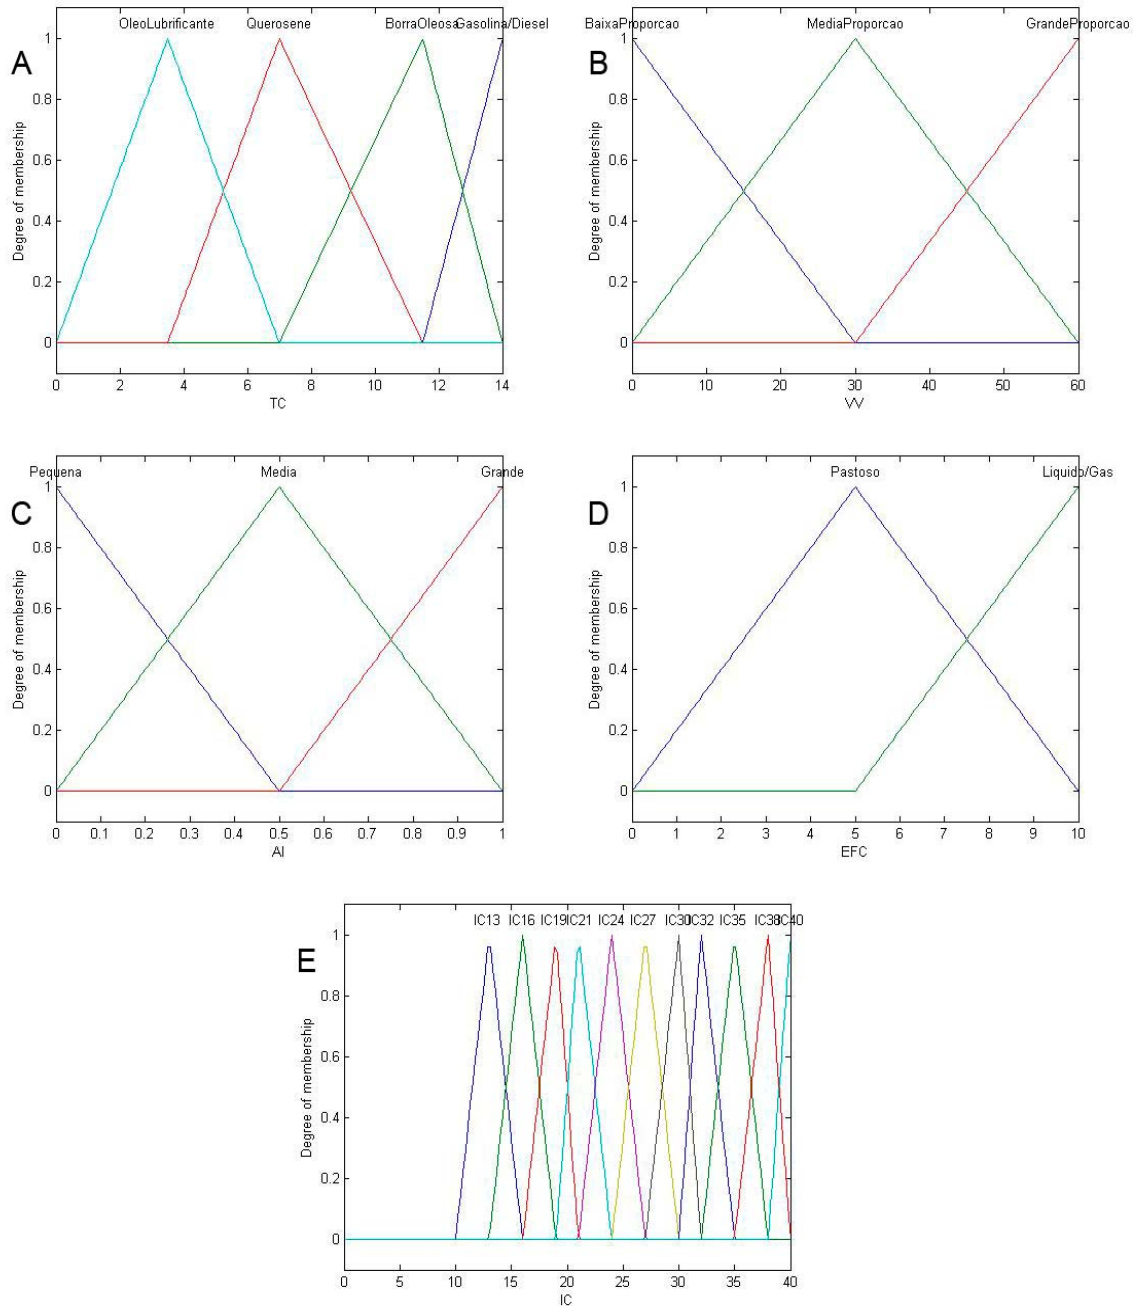 OleoLubrificante Querosene BorraOleosa Gasolina/Diesel
A
1
0.8
0.6
0.4
0.2
0
Degree of membership
0 2 4 6 8 10 12 14
TC
BaixaProporcao MediaProporcao GrandeProporcao
B
1
0.8
0.6
0.4
0.2
0
Degree of membership
0 10 20 30 40 50 60
VV
Pequena Media Grande
C
1
0.8
0.6
0.4
0.2
0
Degree of membership
0 0.1 0.2 0.3 0.4 0.5 0.6 0.7 0.8 0.9 1
AI
Pastoso Liquido/Gas
D
1
0.8
0.6
0.4
0.2
0
Degree of membership
0 1 2 3 4 5 6 7 8 9 10
EFC
IC13 IC16 IC19 IC21 IC24 IC27 IC30 IC32 IC35 IC38 IC40
E
1
0.8
0.6
0.4
0.2
0
Degree of membership
0 5 10 15 20 25 30 35 40
IC